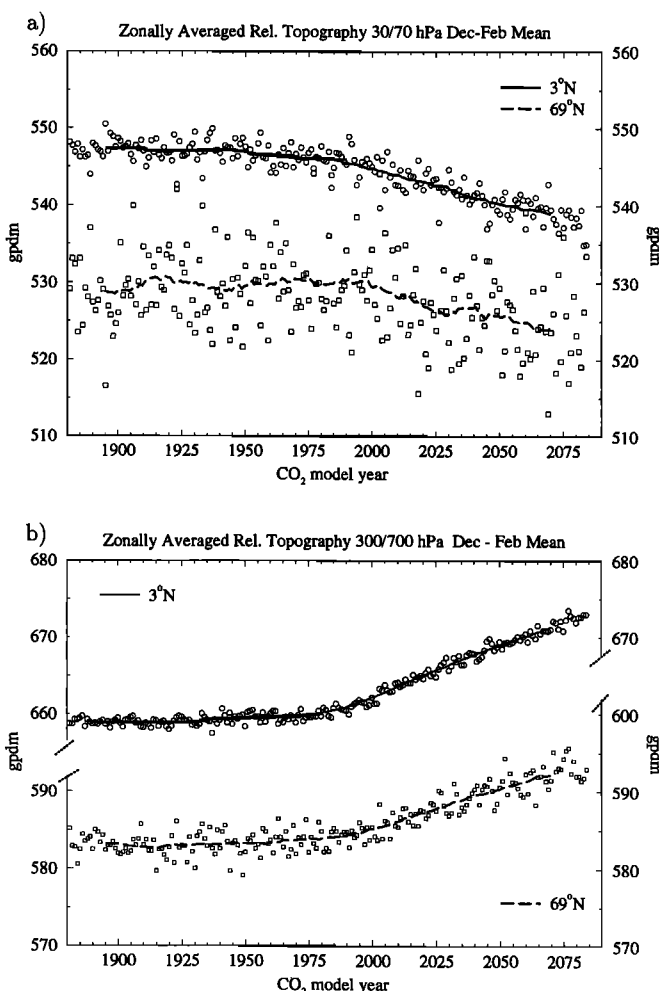 a)
Zonally Averaged Rel. Topography 30/70 hPa Dec-Feb Mean
560
550
540
530
520
510
gpdm
560
550
540
530
520
510
gpdm
3°N
69°N
1900 1925 1950 1975 2000 2025 2050 2075
CO₂ model year
b)
Zonally Averaged Rel. Topography 300/700 hPa Dec - Feb Mean
680
670
660
590
580
570
gpdm
680
670
600
590
580
570
gpdm
3°N
69°N
1900 1925 1950 1975 2000 2025 2050 2075
CO₂ model year